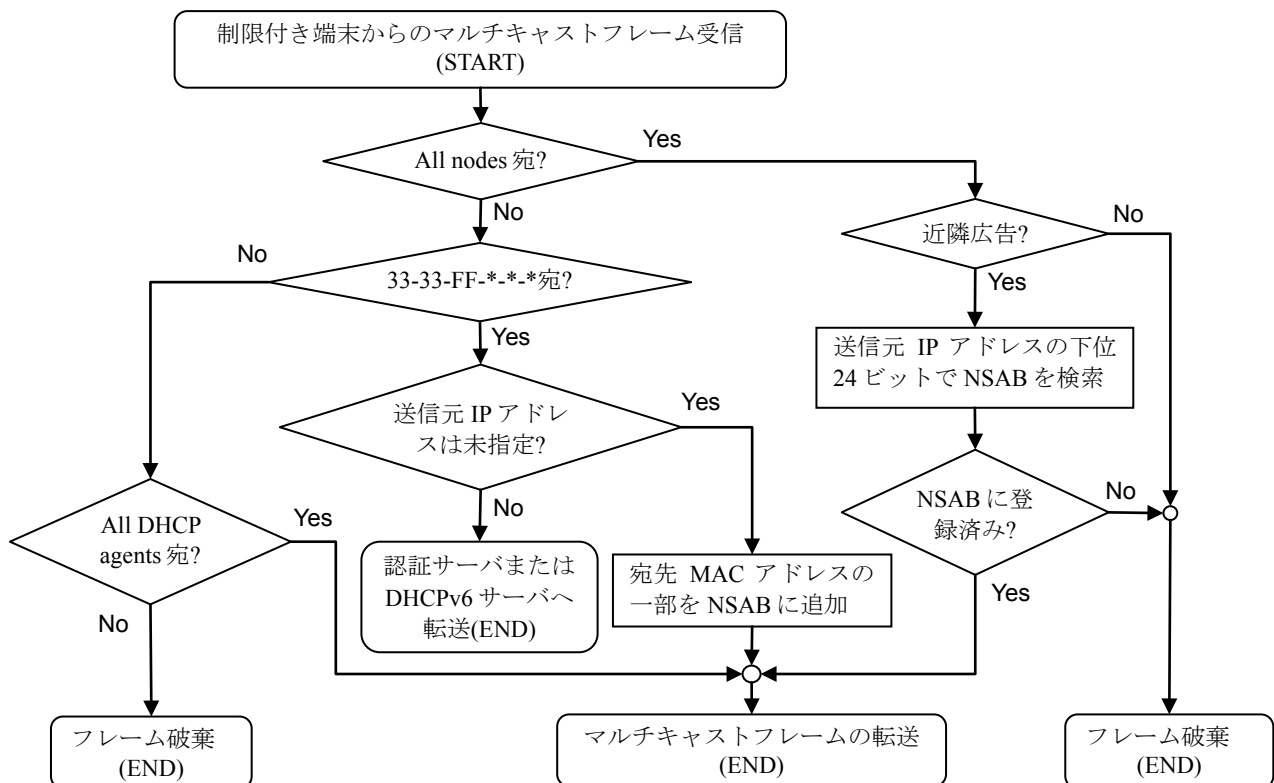 制限付き端末からのマルチキャストフレーム受信
(START)
All nodes 宛?
Yes
No
近隣広告?
No
Yes
33-33-FF-*-*-*宛?
No
Yes
送信元 IP アドレスの下位
24 ビットで NSAB を検索
送信元 IP アドレ
スは未指定?
Yes
No
NSAB に登
録済み?
No
Yes
All DHCP
agents 宛?
Yes
No
認証サーバまたは
DHCPv6 サーバへ
転送(END)
宛先 MAC アドレスの
一部を NSAB に追加
フレーム破棄
(END)
マルチキャストフレームの転送
(END)
フレーム破棄
(END)